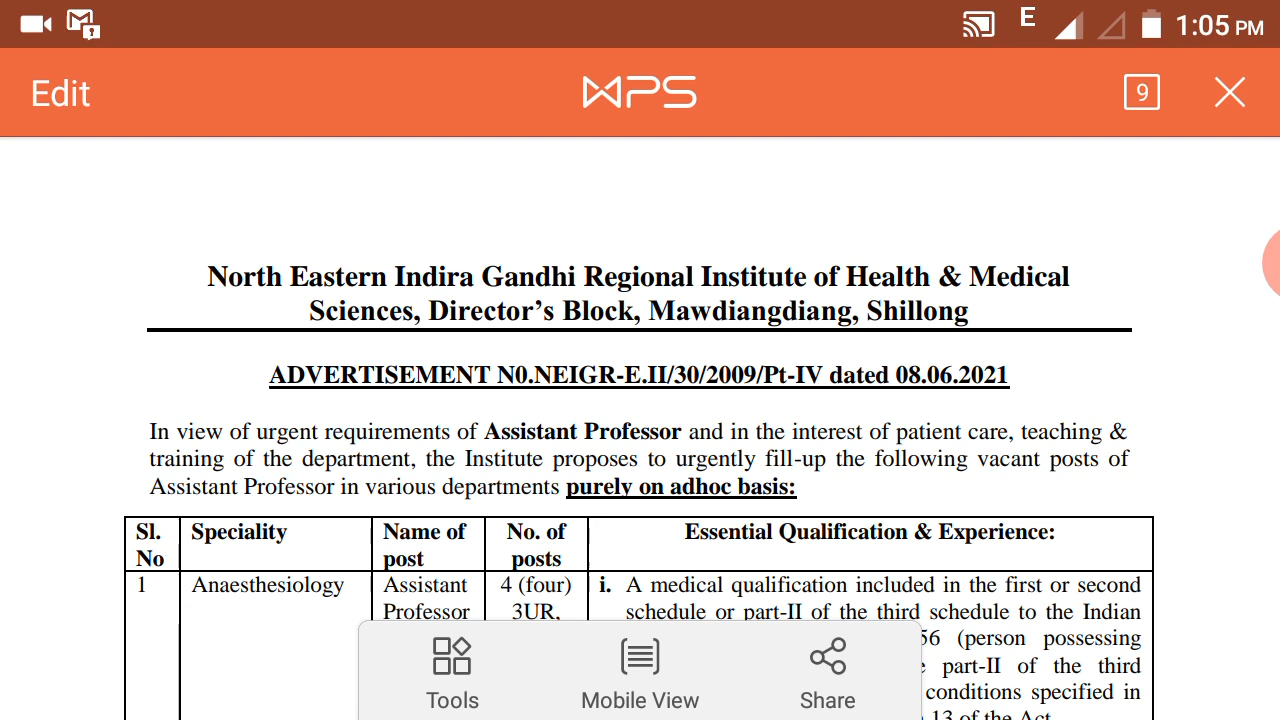 E 1:05 PM
Edit WPS 9
North Eastern Indira Gandhi Regional Institute of Health & Medical
Sciences, Director's Block, Mawdiangdiang, Shillong
ADVERTISEMENT N0.NEIGR-E.II/30/2009/Pt-IV dated 08.06.2021
In view of urgent requirements of Assistant Professor and in the interest of patient care, teaching &
training of the department, the Institute proposes to urgently fill-up the following vacant posts of
Assistant Professor in various departments purely on adhoc basis:
Sl. No
Speciality
Name of post
No. of posts
Essential Qualification & Experience:
1
Anaesthesiology
Assistant
Professor
4 (four)
3UR,
i. A medical qualification included in the first or second
schedule or part-II of the third schedule to the Indian
56 (person possessing
part-II of the third
conditions specified in
13 of the Act
Tools Mobile View Share